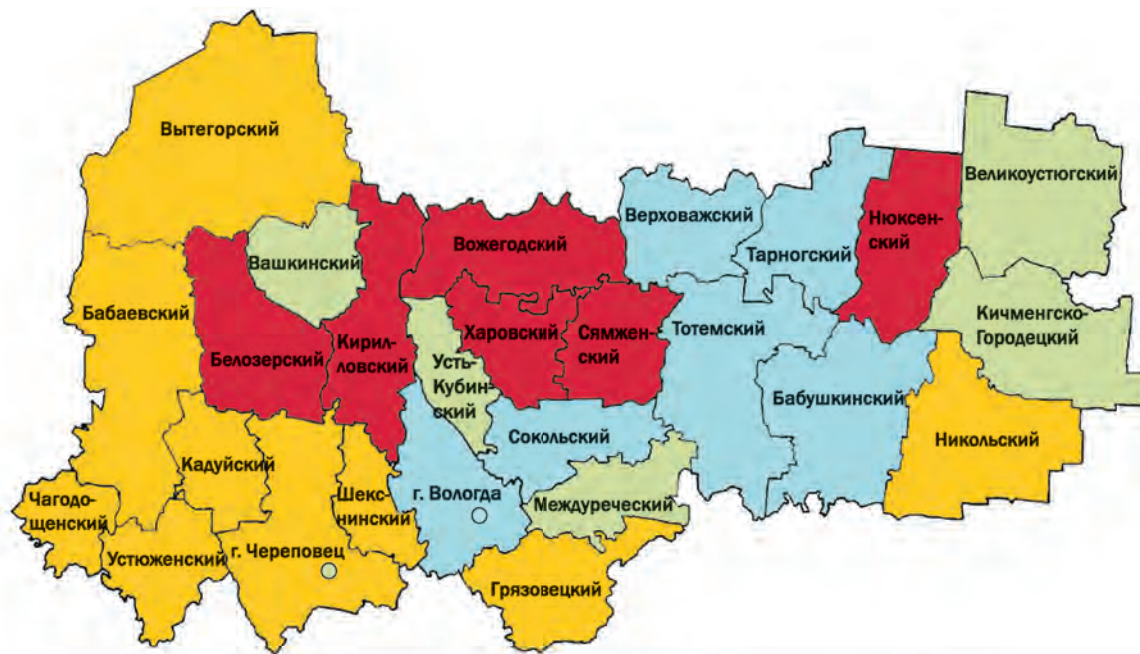 Вытегорский
Великоустюгский
Верховажский
Нюксен-
ский
Вожегодский
Тарногский
Вашкинский
Бабаевский
Кичменгско-
Городецкий
Харовский
Сямжен-
ский
Тотемский
Кирил-
ловский
Белозерский
Усть-
Кубин-
ский
Бабушкинский
Сокольский
Никольский
Кадуйский
Чагодо-
щенский
Шекс-
нинский
г. Вологда
Междуреческий
Устюженский
г. Череповец
Грязовецкий